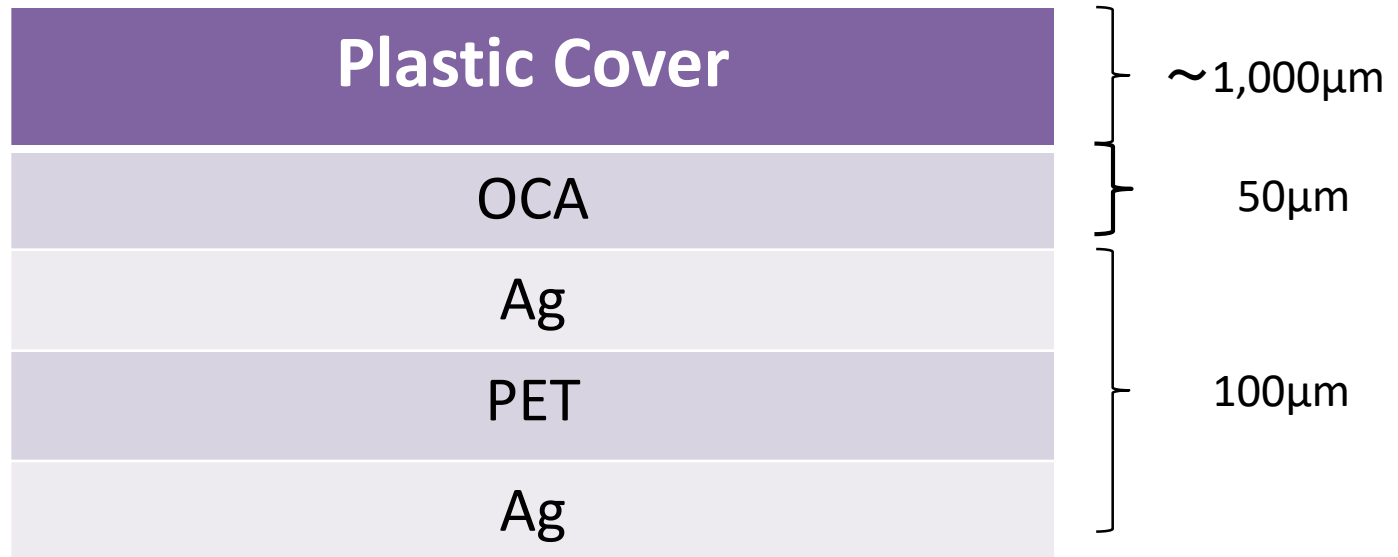 Plastic Cover
～1,000μm
OCA
50μm
Ag
PET
100μm
Ag